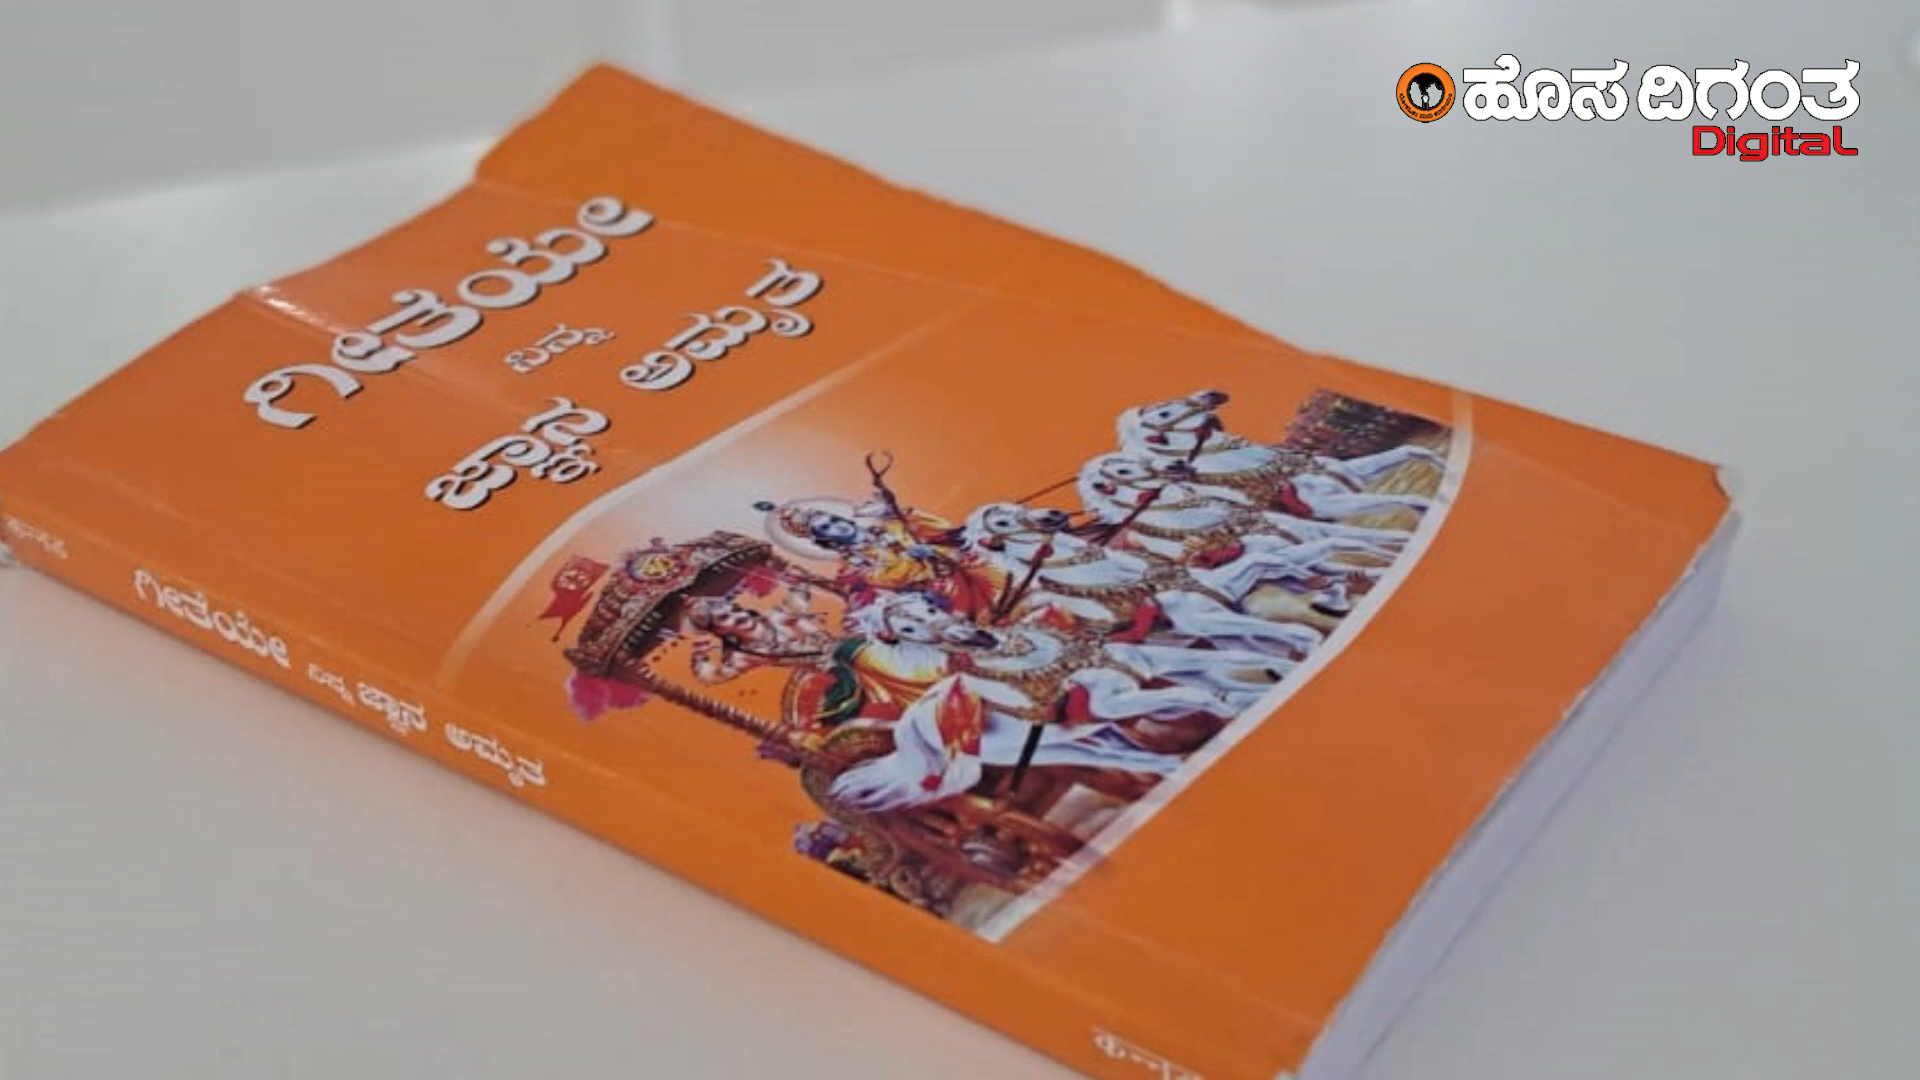 ಹೊಸ ದಿಗಂತ
Digital
ಗೀತೆಯೇ
ನಿನ್ನ
ಜ್ಞಾನ ಅಮೃತ
ಗೀತೆಯೇ ನಿನ್ನ ಜ್ಞಾನ ಅಮೃತ